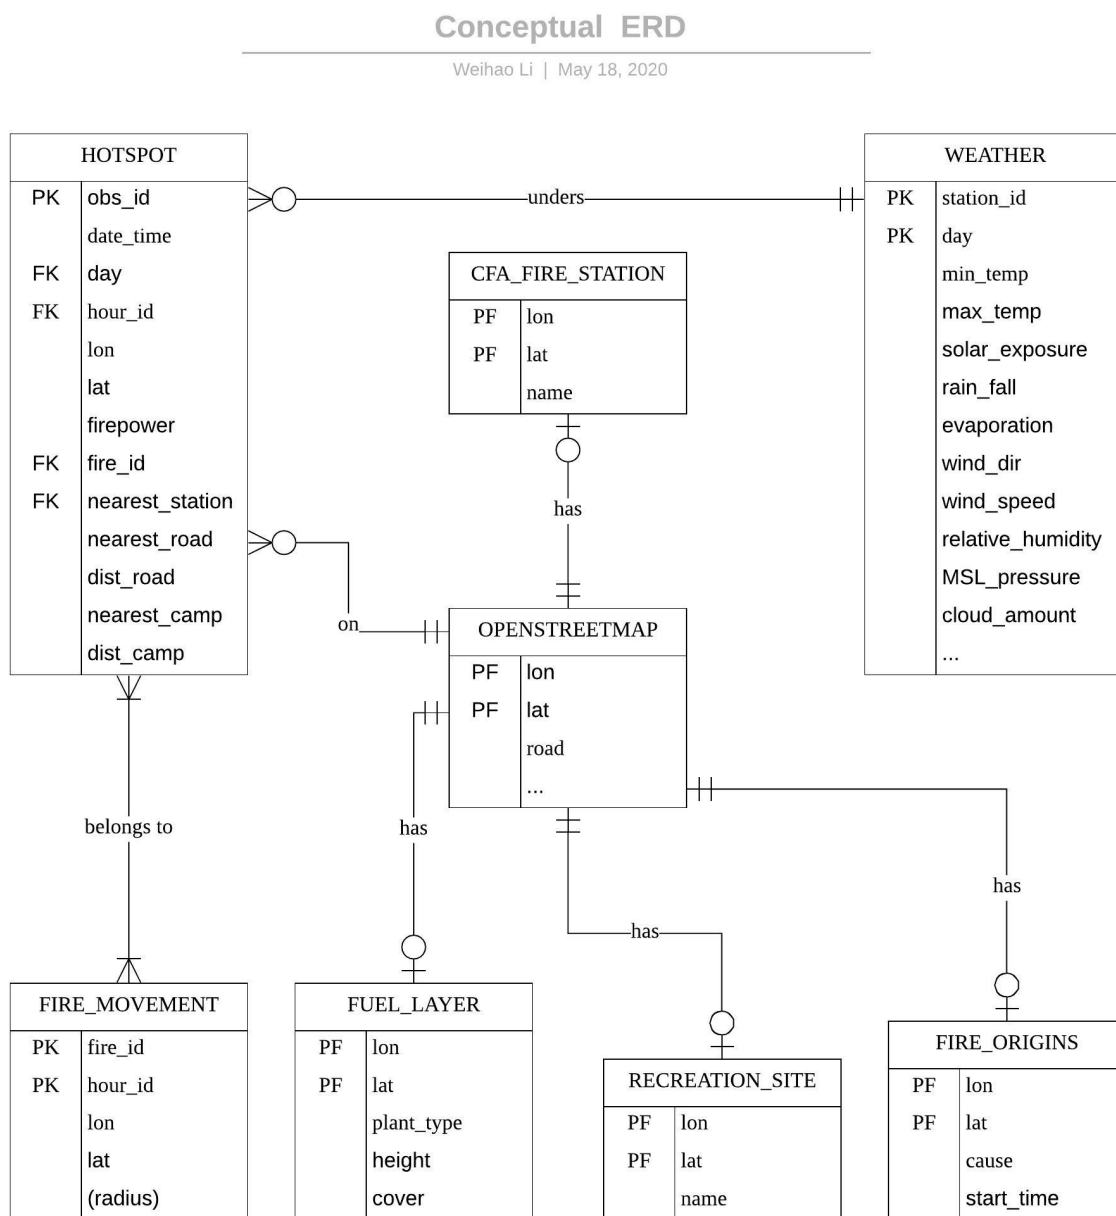 Conceptual ERD
Weihao Li | May 18, 2020
HOTSPOT
PK obs_id
date_time
FK day
FK hour_id
lon
lat
firepower
FK fire_id
FK nearest_station
nearest_road
dist_road
nearest_camp
dist_camp
unders
WEATHER
PK station_id
PK day
min_temp
max_temp
solar_exposure
rain_fall
evaporation
wind_dir
wind_speed
relative_humidity
MSL_pressure
cloud_amount
...
CFA_FIRE_STATION
PF lon
PF lat
name
has
on
OPENSTREETMAP
PF lon
PF lat
road
...
belongs to
has
has
has
FIRE_MOVEMENT
PK fire_id
PK hour_id
lon
lat
(radius)
FUEL_LAYER
PF lon
PF lat
plant_type
height
cover
RECREATION_SITE
PF lon
PF lat
name
FIRE_ORIGINS
PF lon
PF lat
cause
start_time